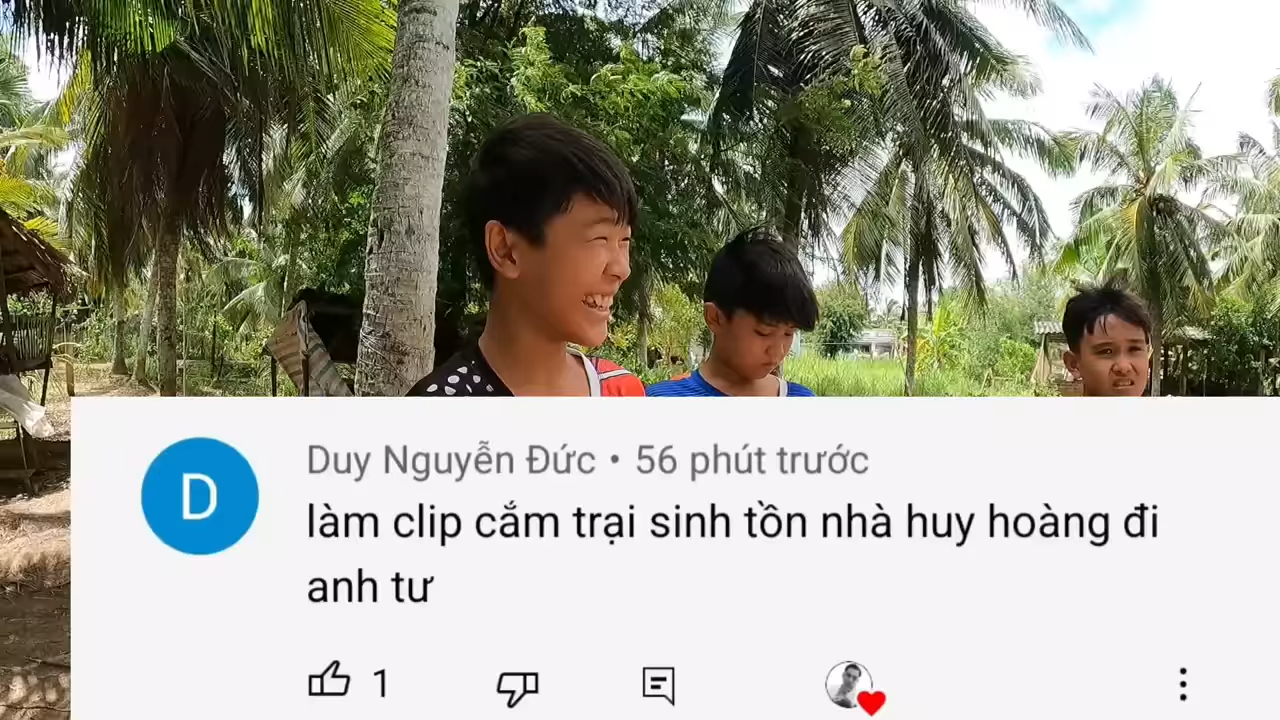 D
Duy Nguyễn Đức • 56 phút trước
làm clip cắm trại sinh tồn nhà huy hoàng đi
anh tư
1